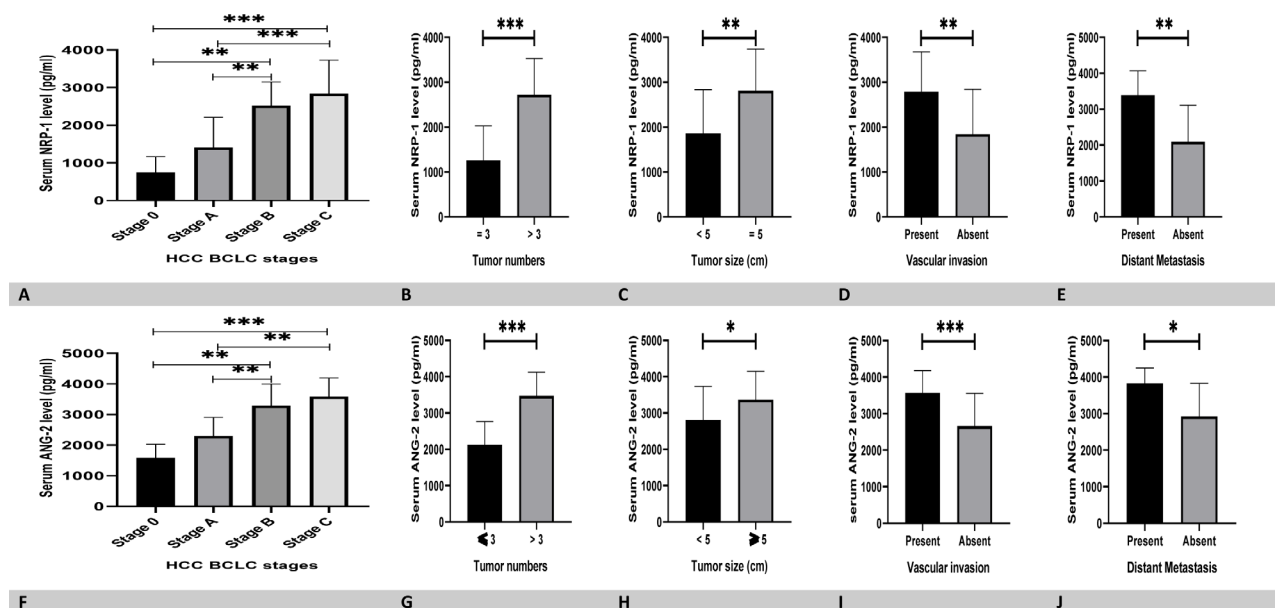 ***
***
**
**
Serum NRP-1 level (pg/ml)
4000
3000
2000
1000
0
Stage 0
Stage A
Stage B
Stage C
HCC BCLC stages
***
Serum NRP-1 level (pg/ml)
4000
3000
2000
1000
0
= 3
> 3
Tumor numbers
**
Serum NRP-1 level (pg/ml)
4000
3000
2000
1000
0
< 5
= 5
Tumor size (cm)
**
Serum NRP-1 level (pg/ml)
4000
3000
2000
1000
0
Present
Absent
Vascular invasion
**
Serum NRP-1 level (pg/ml)
5000
4000
3000
2000
1000
0
Present
Absent
Distant Metastasis
A B C D E
***
**
**
**
Serum ANG-2 level (pg/ml)
5000
4000
3000
2000
1000
0
Stage 0
Stage A
Stage B
Stage C
HCC BCLC stages
***
Serum ANG-2 level (pg/ml)
5000
4000
3000
2000
1000
0
⩽ 3
> 3
Tumor numbers
*
Serum ANG-2 level (pg/ml)
5000
4000
3000
2000
1000
0
< 5
⩾ 5
Tumor size (cm)
***
serum ANG-2 level (pg/ml)
5000
4000
3000
2000
1000
0
Present
Absent
Vascular invasion
*
Serum ANG-2 level (pg/ml)
5000
4000
3000
2000
1000
0
Present
Absent
Distant Metastasis
F G H I J